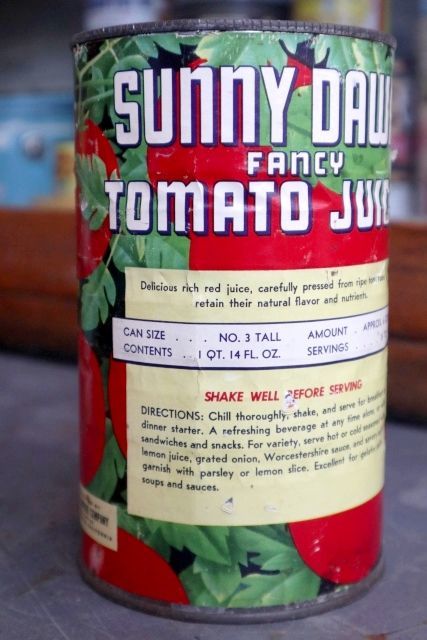 SUNNY DAW
FANCY
TOMATO JUIC
Delicious rich red juice, carefully pressed from ripe
retain their natural flavor and nutrients.
CAN SIZE . . . NO. 3 TALL AMOUNT .
CONTENTS . . 1 QT. 14 FL. OZ. SERVINGS . .
SHAKE WELL BEFORE SERVING
DIRECTIONS: Chill thoroughly, shake, and serve for
dinner starter. A refreshing beverage at any time
sandwiches and snacks. For variety, serve hot or cold
lemon juice, grated onion, Worcestershire sauce, and
garnish with parsley or lemon slice. Excellent for
soups and sauces.
COMPANY